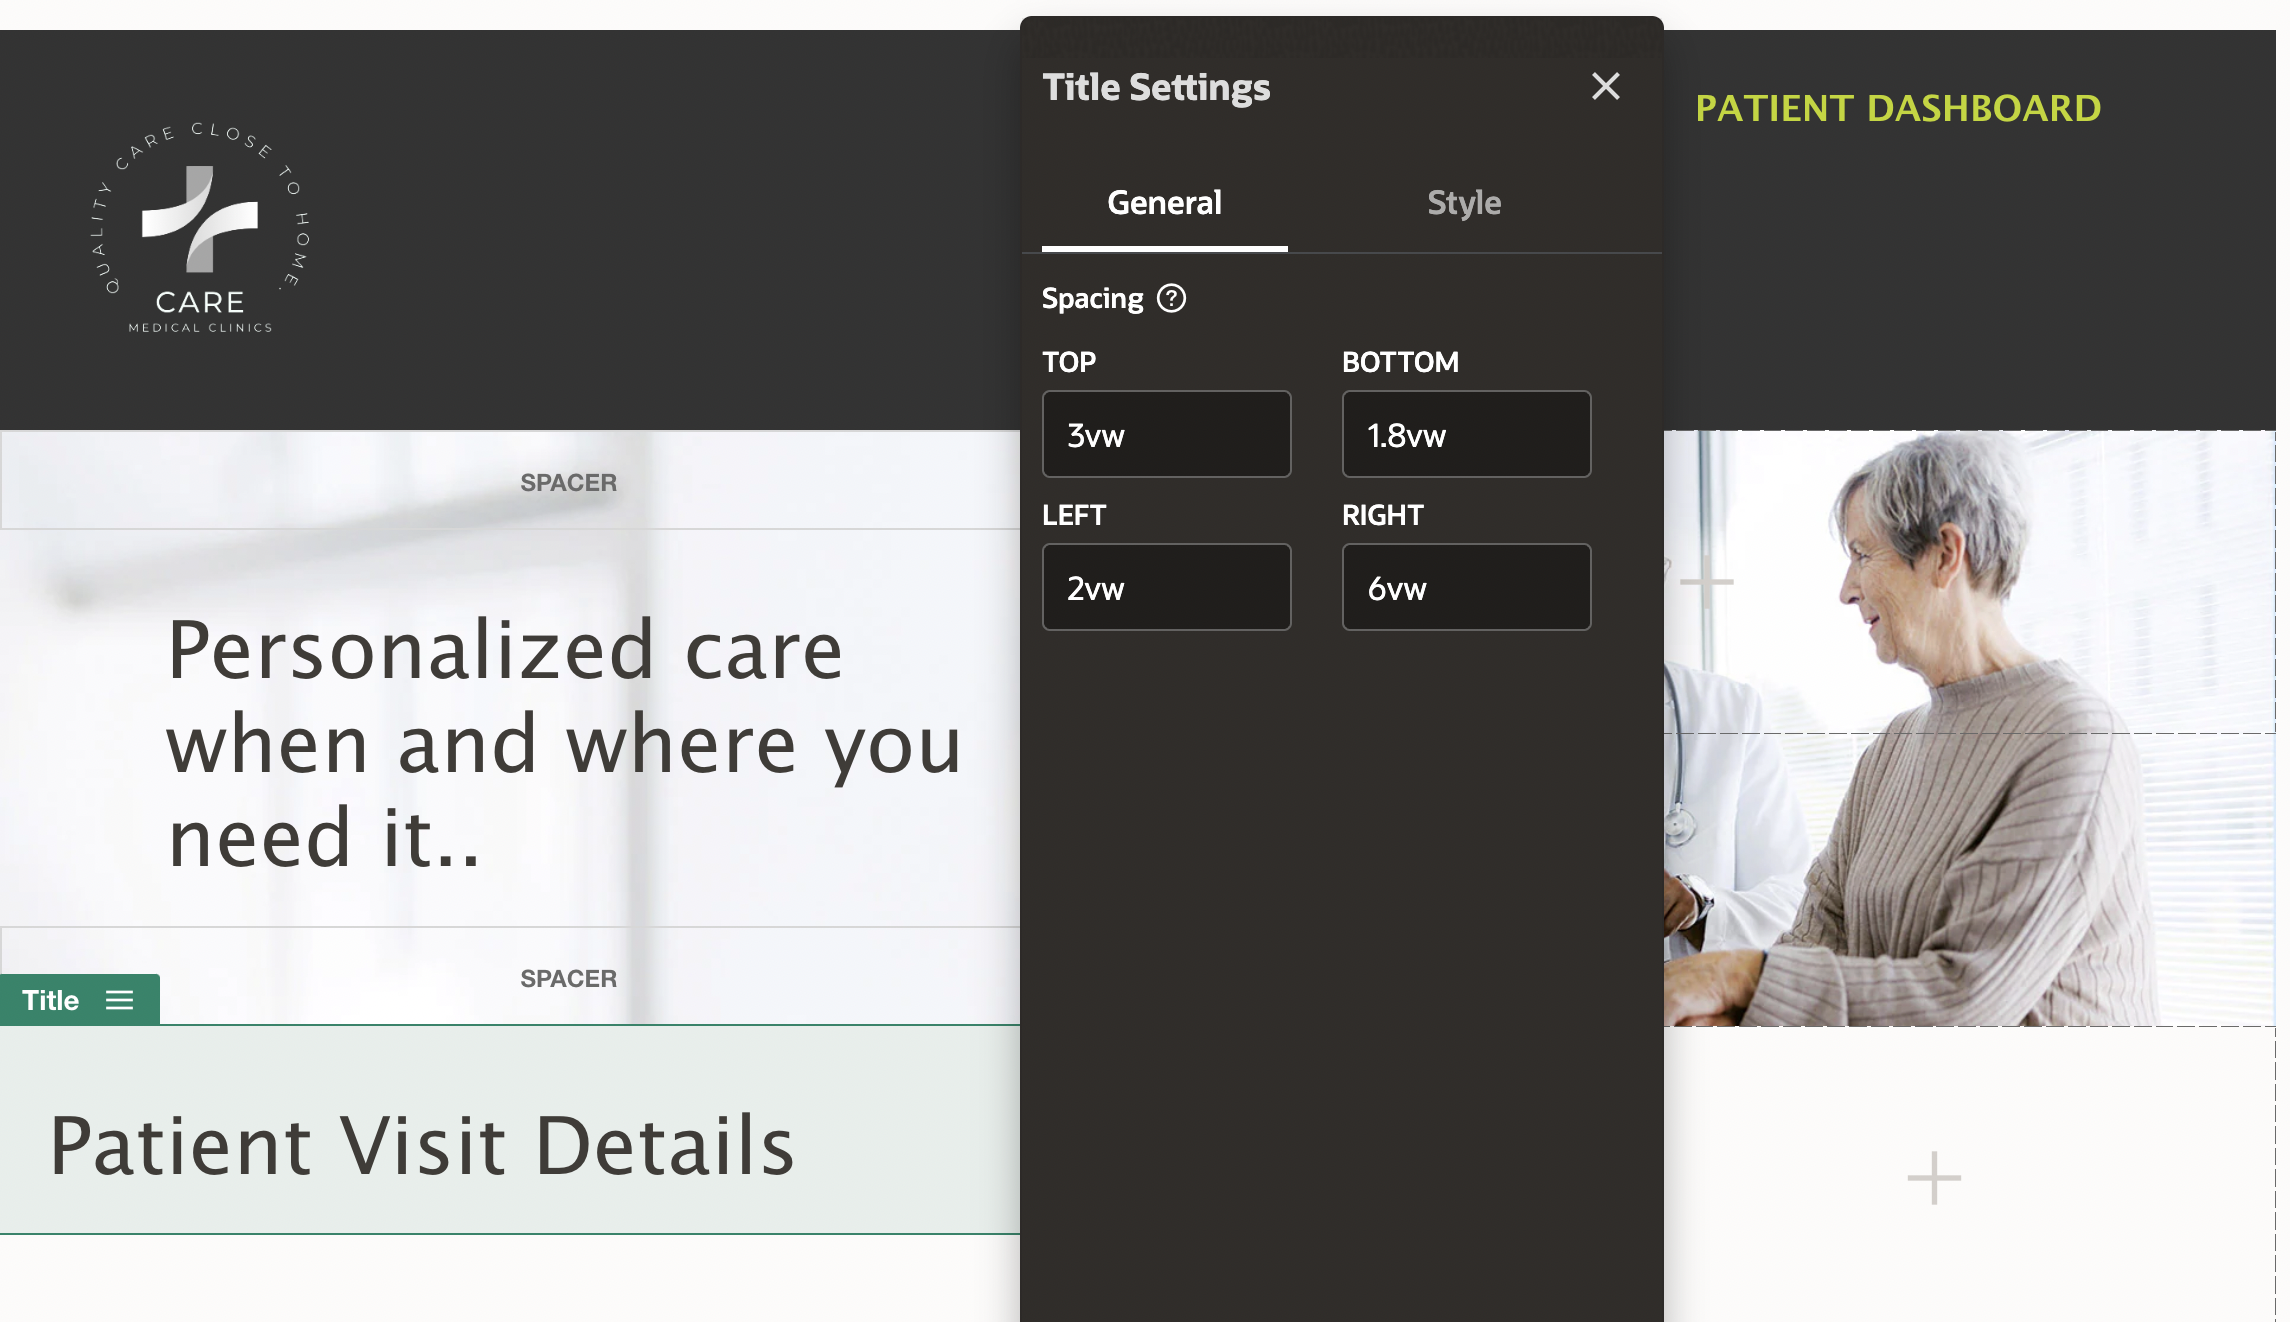 QUALITY CARE CLOSE TO HOME.
CARE
MEDICAL CLINICS
Title Settings
PATIENT DASHBOARD
General
Style
Spacing ?
TOP
BOTTOM
3vw
1.8vw
LEFT
RIGHT
2vw
6vw
SPACER
Personalized care
when and where you
need it..
SPACER
Title
Patient Visit Details